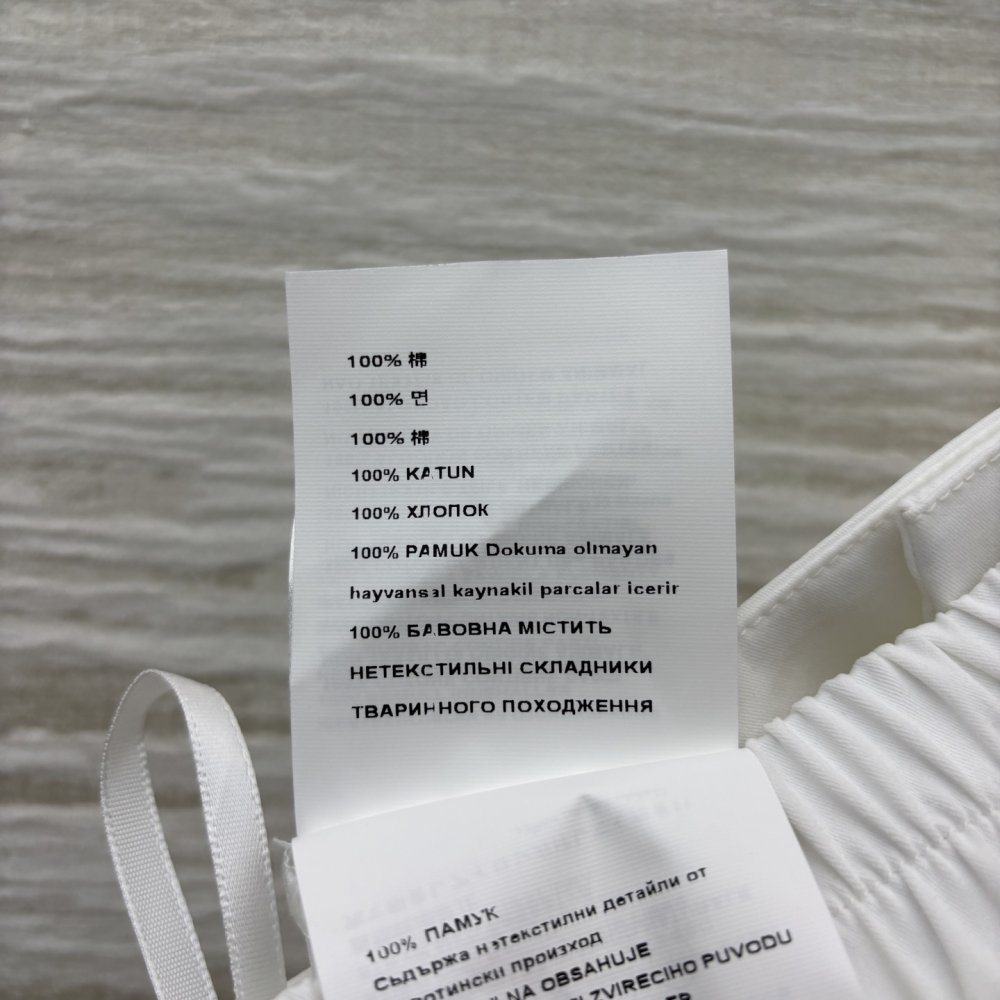 100% 棉
100% 면
100% 棉
100% KATUN
100% ХЛОПОК
100% PAMUK Dokuma olmayan
hayvansal kaynakil parcalar icerir
100% БАВОВНА МІСТИТЬ
НЕТЕКСТИЛЬНІ СКЛАДНИКИ
ТВАРИННОГО ПОХОДЖЕННЯ
100% ПАМУК
Съдържа нетекстилни детайли от
произход
OBSAHUJE
ZVIRECIHO PUVODU